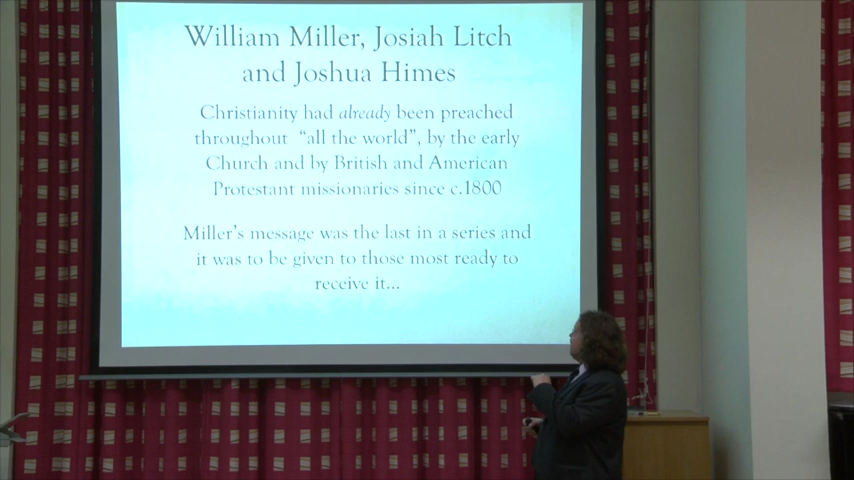 William Miller, Josiah Litch
and Joshua Himes
Christianity had already been preached
throughout "all the world", by the early
Church and by British and American
Protestant missionaries since c.1800
Miller's message was the last in a series and
it was to be given to those most ready to
receive it...